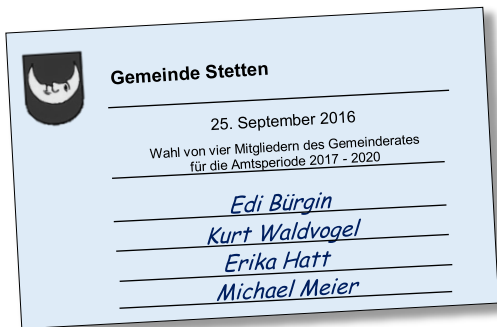 Gemeinde Stetten
25. September 2016
Wahl von vier Mitgliedern des Gemeinderates
für die Amtsperiode 2017 - 2020
Edi Bürgin
Kurt Waldvogel
Erika Hatt
Michael Meier